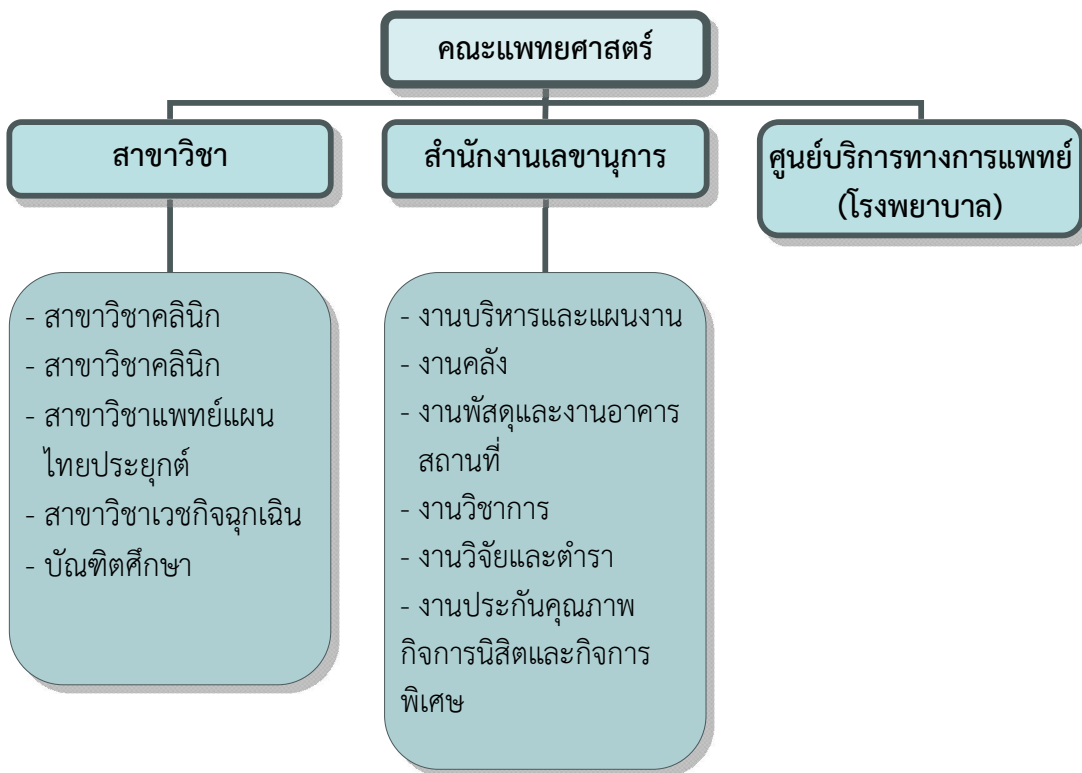 คณะแพทยศาสตร์
สาขาวิชา
สำนักงานเลขานุการ
ศูนย์บริการทางการแพทย์
(โรงพยาบาล)
- สาขาวิชาคลินิก
- สาขาวิชาคลินิก
- สาขาวิชาแพทย์แผน
ไทยประยุกต์
- สาขาวิชาเวชกิจฉุกเฉิน
- บัณฑิตศึกษา
- งานบริหารและแผนงาน
- งานคลัง
- งานพัสดุและงานอาคาร
สถานที่
- งานวิชาการ
- งานวิจัยและตำรา
- งานประกันคุณภาพ
กิจการนิสิตและกิจการ
พิเศษ